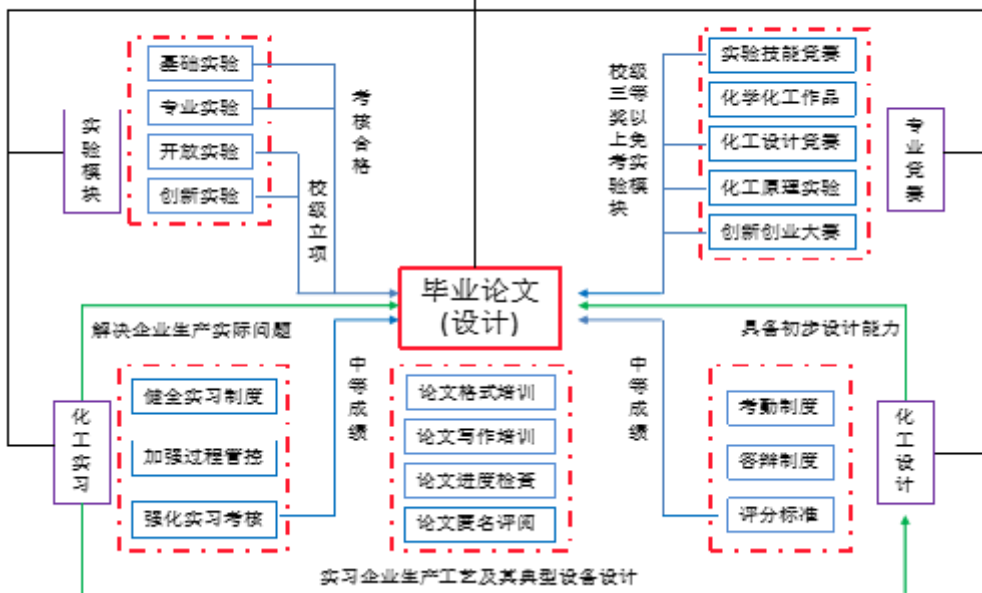 实验模块
基础实验
专业实验
开放实验
创新实验
考核合格
校级立项
校级三等奖以上免考实验模块
实验技能竞赛
化学化工作品
化工设计竞赛
化工原理实验
创新创业大赛
专业竞赛
毕业论文
(设计)
解决企业生产实际问题
具备初步设计能力
化工实习
健全实习制度
加强过程管控
强化实习考核
中等成绩
论文格式培训
论文写作培训
论文进度检查
论文匿名评阅
中等成绩
考勤制度
答辩制度
评分标准
化工设计
实习企业生产工艺及其典型设备设计